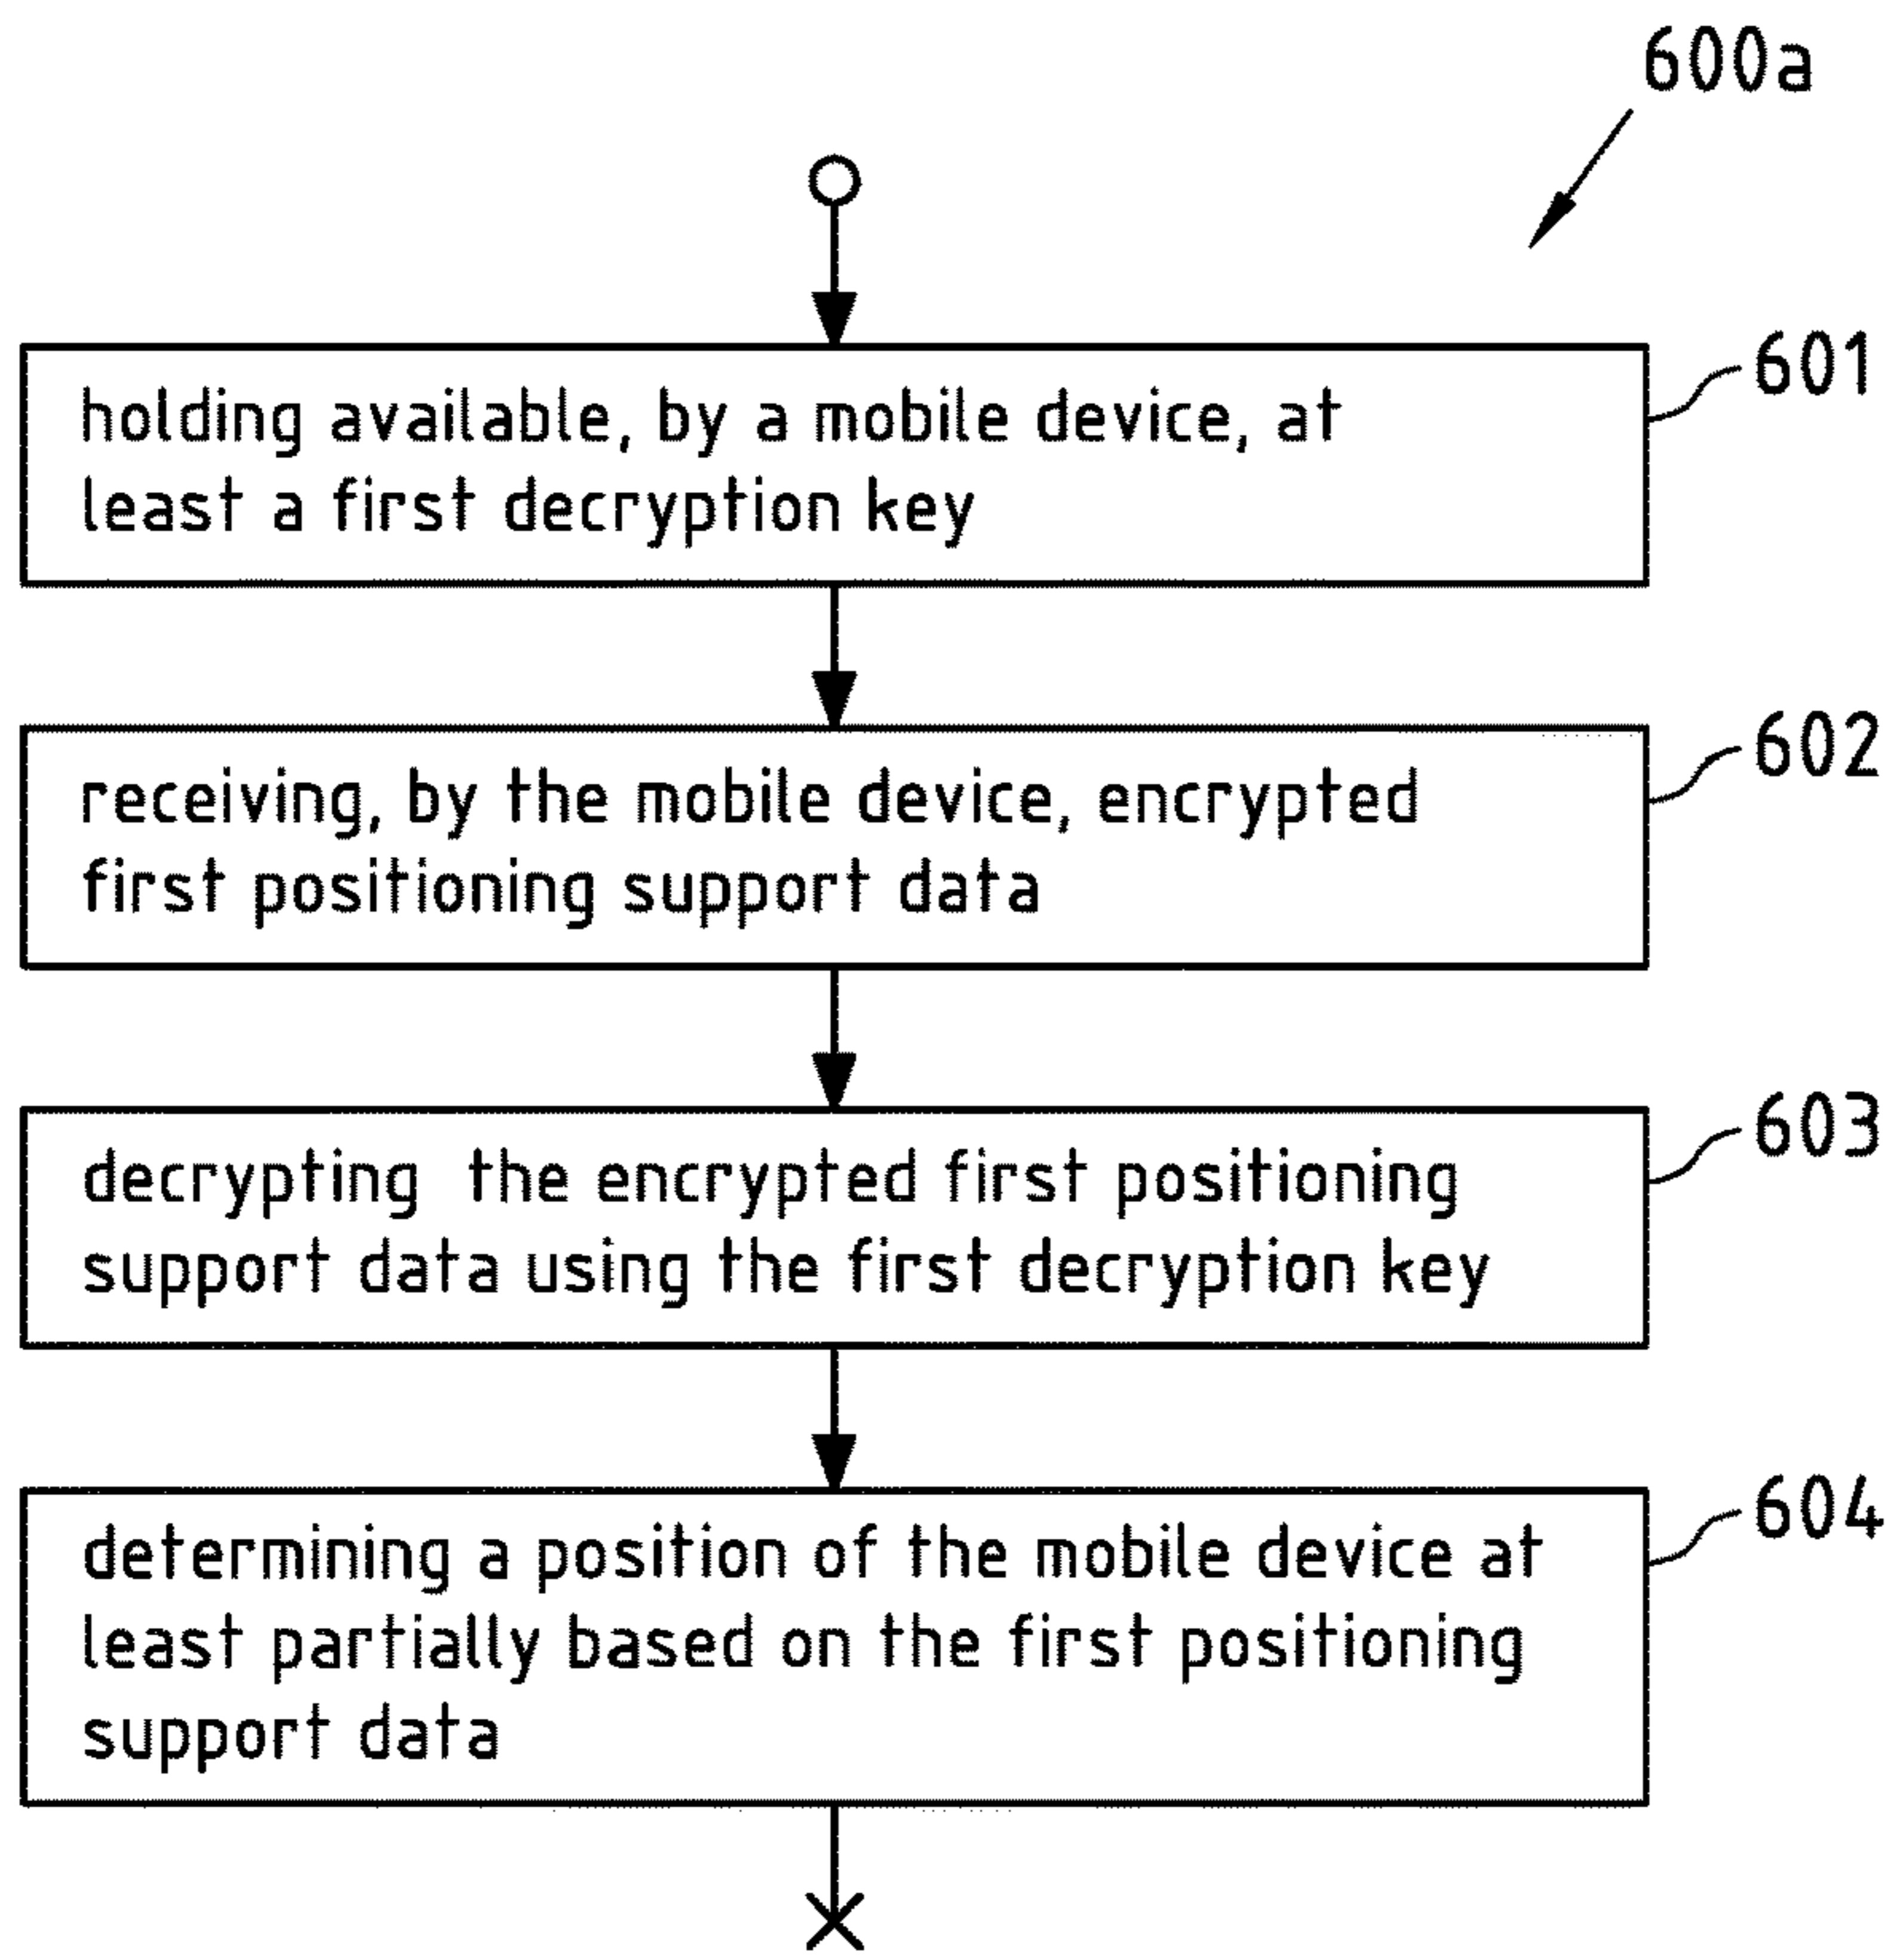 600a
holding available, by a mobile device, at
least a first decryption key
601
receiving, by the mobile device, encrypted
first positioning support data
602
decrypting the encrypted first positioning
support data using the first decryption key
603
determining a position of the mobile device at
least partially based on the first positioning
support data
604